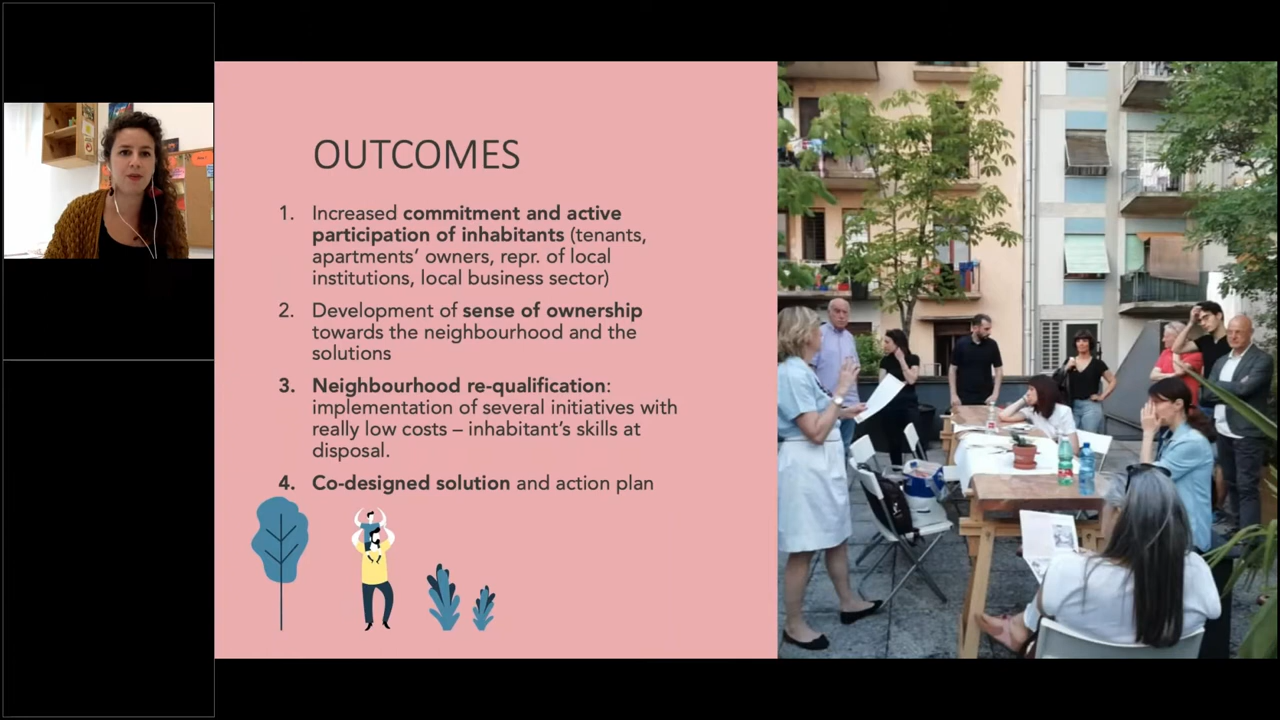 OUTCOMES
1. Increased commitment and active
participation of inhabitants (tenants,
apartments’ owners, repr. of local
institutions, local business sector)
2. Development of sense of ownership
towards the neighbourhood and the
solutions
3. Neighbourhood re-qualification:
implementation of several initiatives with
really low costs – inhabitant’s skills at
disposal.
4. Co-designed solution and action plan